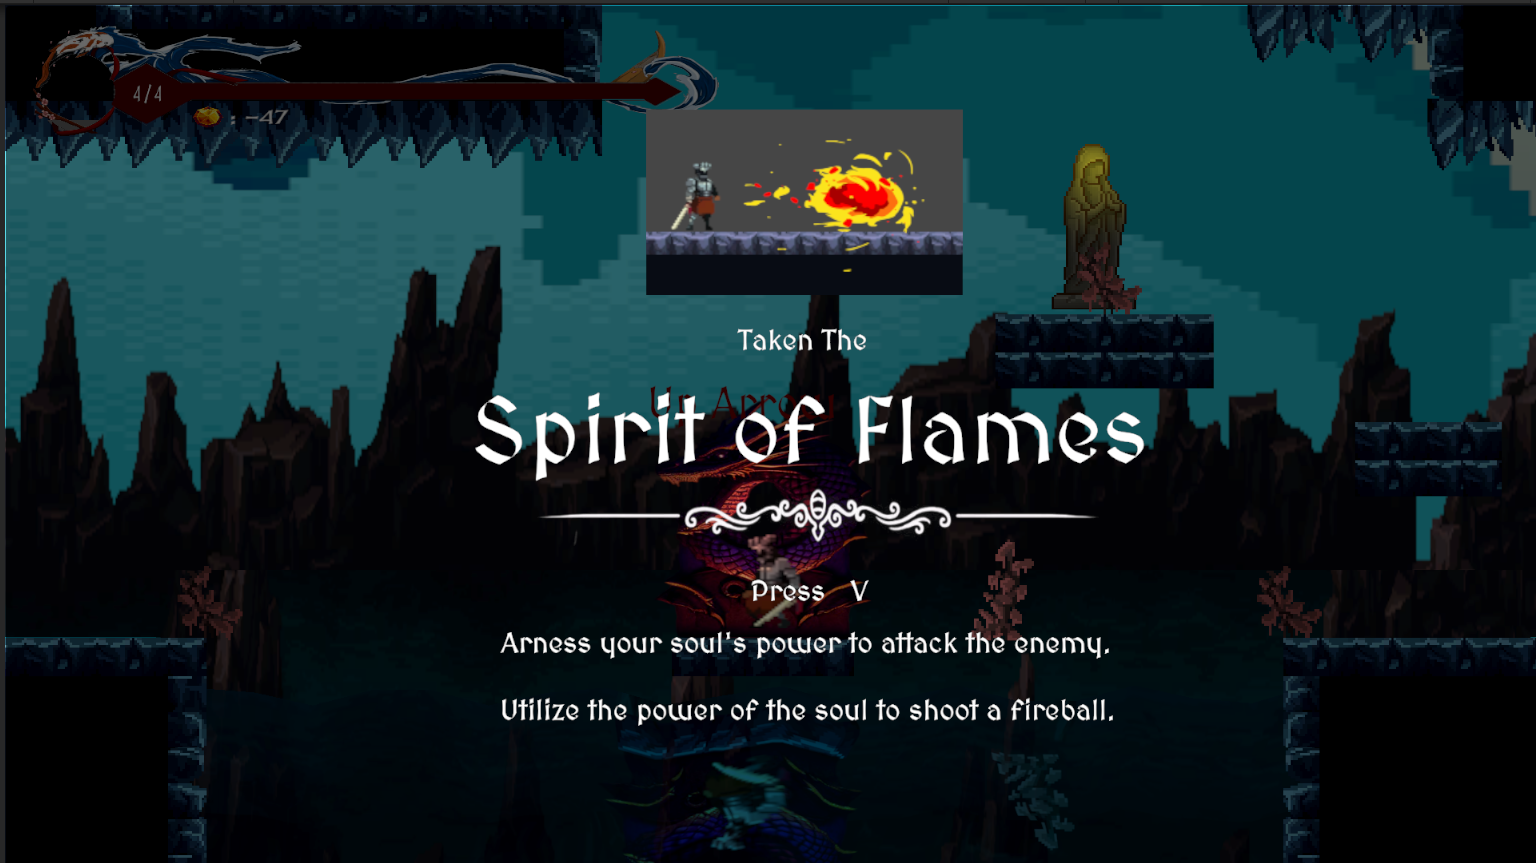 4/4
: -47
Taken The
Spirit of Flames
Press V
Arness your soul's power to attack the enemy.
Utilize the power of the soul to shoot a fireball.